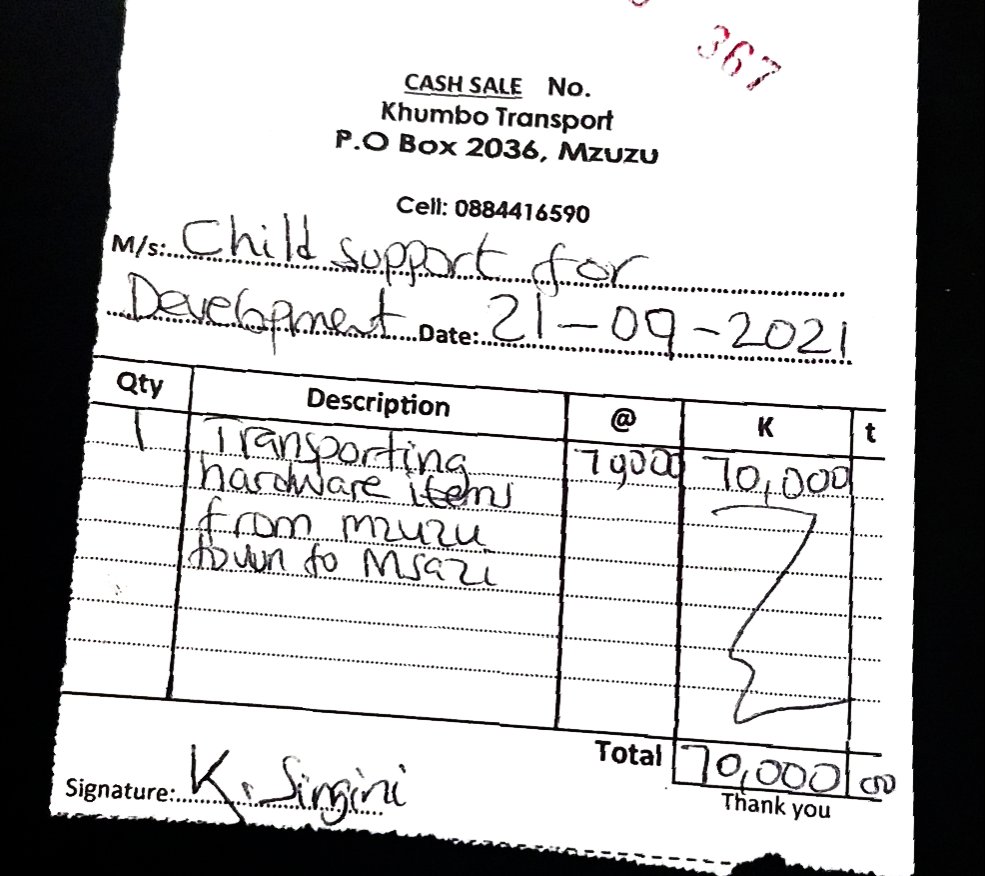 367
CASH SALE No.
Khumbo Transport
P.O Box 2036, Mzuzu
Cell: 0884416590
M/s: Child support for
Development Date: 21-09-2021
Qty Description @ K t
1 Transporting 70,000 70,000
hardware items
from mzuzu
town to Msazi
Total 70,000 00
Signature: K. Singini
Thank you